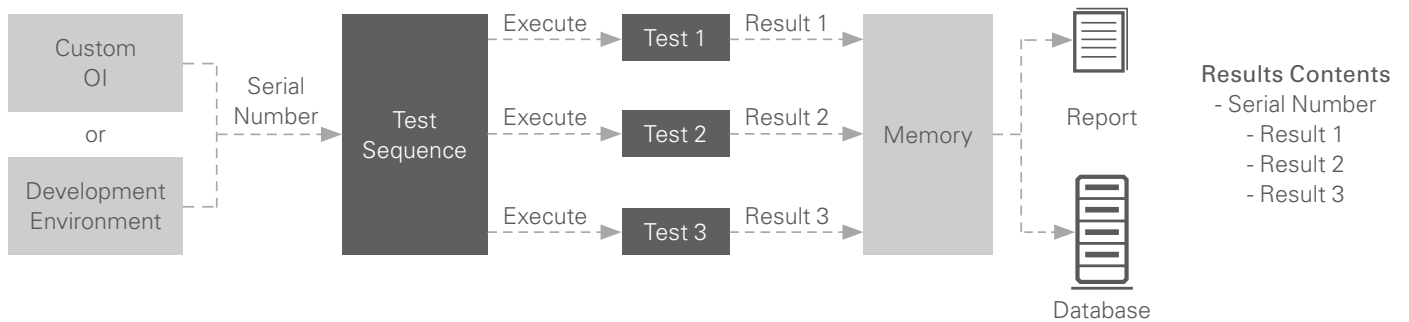 Custom
OI
or
Development
Environment
Serial
Number
Test
Sequence
Execute
Test 1
Result 1
Execute
Test 2
Result 2
Execute
Test 3
Result 3
Memory
Report
Database
Results Contents
- Serial Number
- Result 1
- Result 2
- Result 3